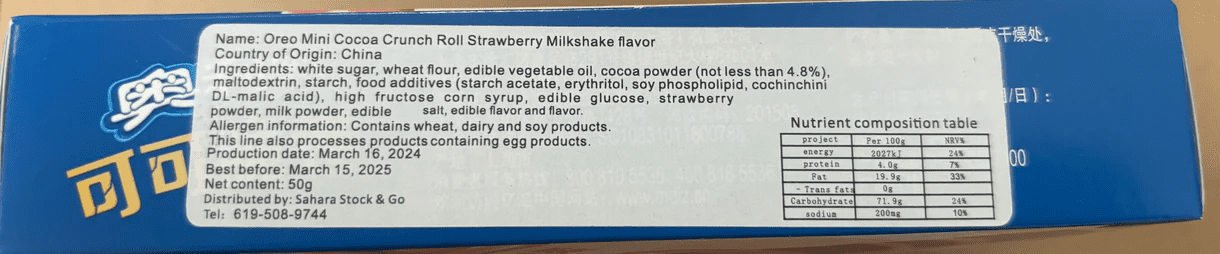 Name: Oreo Mini Cocoa Crunch Roll Strawberry Milkshake flavor
Country of Origin: China
Ingredients: white sugar, wheat flour, edible vegetable oil, cocoa powder (not less than 4.8%),
maltodextrin, starch, food additives (starch acetate, erythritol, soy phospholipid, cochinchini
DL-malic acid), high fructose corn syrup, edible glucose, strawberry
powder, milk powder, edible salt, edible flavor and flavor.
Allergen information: Contains wheat, dairy and soy products.
This line also processes products containing egg products.
Production date: March 16, 2024
Best before: March 15, 2025
Net content: 50g
Distributed by: Sahara Stock & Go
Tel: 619-508-9744
Nutrient composition table
project Per 100g NRV%
energy 2027kJ 24%
protein 4.0g 7%
Fat 19.9g 33%
- Trans fats 0g
Carbohydrate 71.9g 24%
sodium 200mg 10%
干燥处,
/日):
00
可可